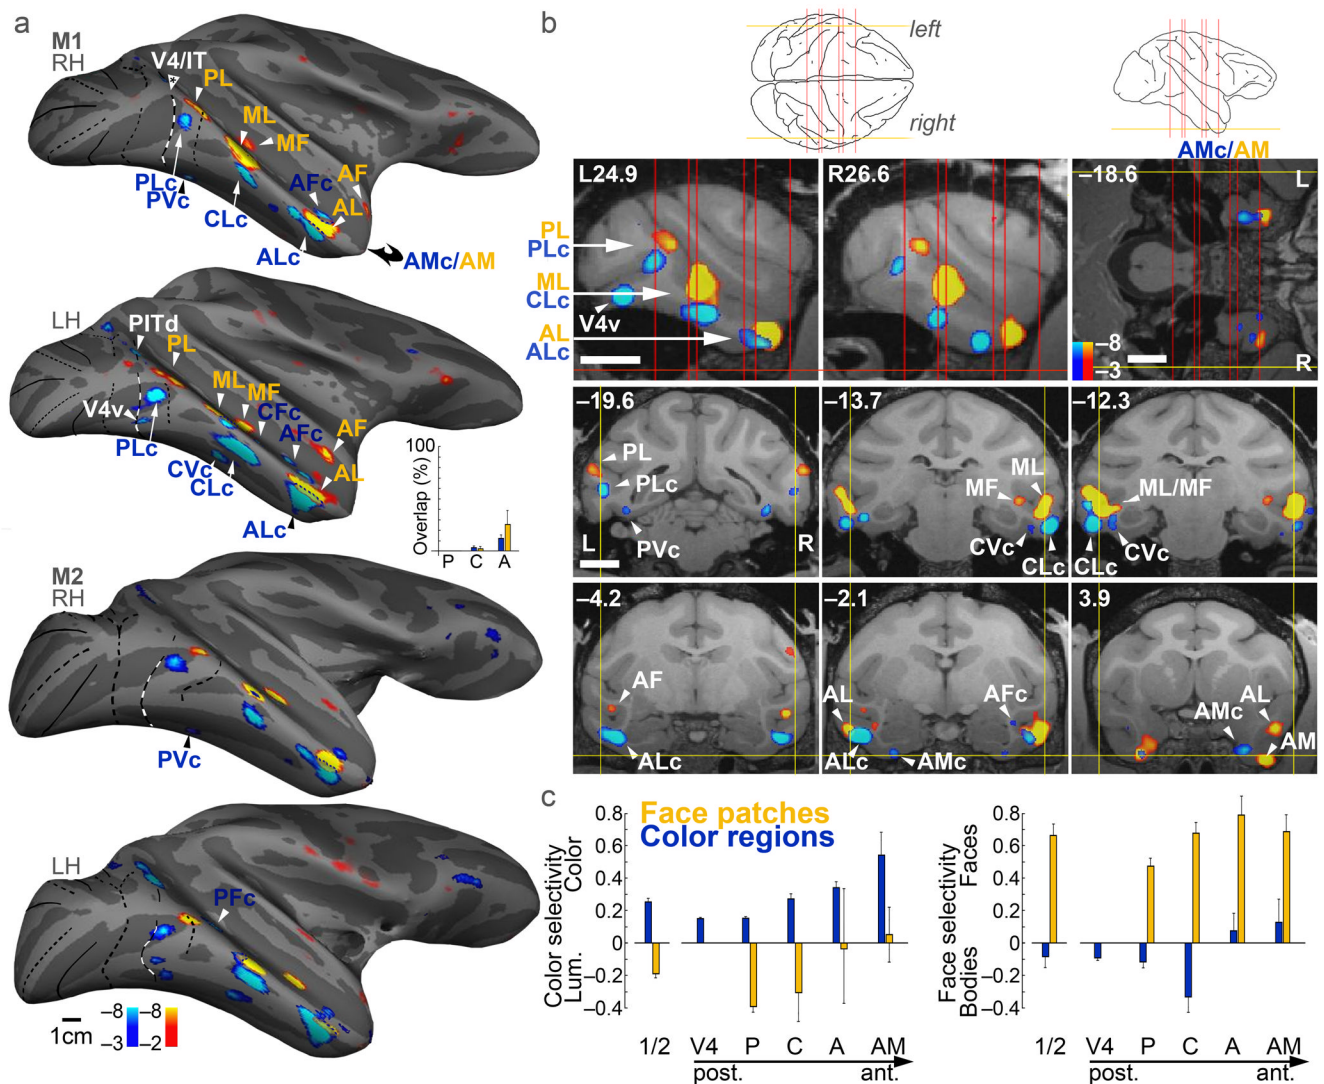 a
M1
RH
V4/IT
PL
ML
MF
AF
AFc
AL
PLc
PVc
CLc
ALc
AMc/AM
LH
PITd
PL
ML
MF
CFc
AFc
AF
AL
V4v
PLc
CVc
CLc
ALc
100
Overlap (%)
0
P C A
M2
RH
PVc
LH
PFc
1cm
–8 –8
–3 –2
b
left
right
AMc/AM
L24.9
R26.6
–18.6
L
PL
PLc
ML
CLc
V4v
AL
ALc
–8
–3
R
–19.6
PL
PLc
PVc
L
R
–13.7
ML
MF
CVc
CLc
–12.3
ML/MF
CVc
CLc
–4.2
AF
ALc
–2.1
AL
AFc
ALc
AMc
3.9
AL
AMc
AM
c
Face patches
Color regions
Color selectivity
Lum. Color
0.8
0.6
0.4
0.2
0
–0.2
–0.4
1/2 V4 P C A AM
post. ant.
Face selectivity
Bodies Faces
0.8
0.6
0.4
0.2
0
–0.2
–0.4
1/2 V4 P C A AM
post. ant.